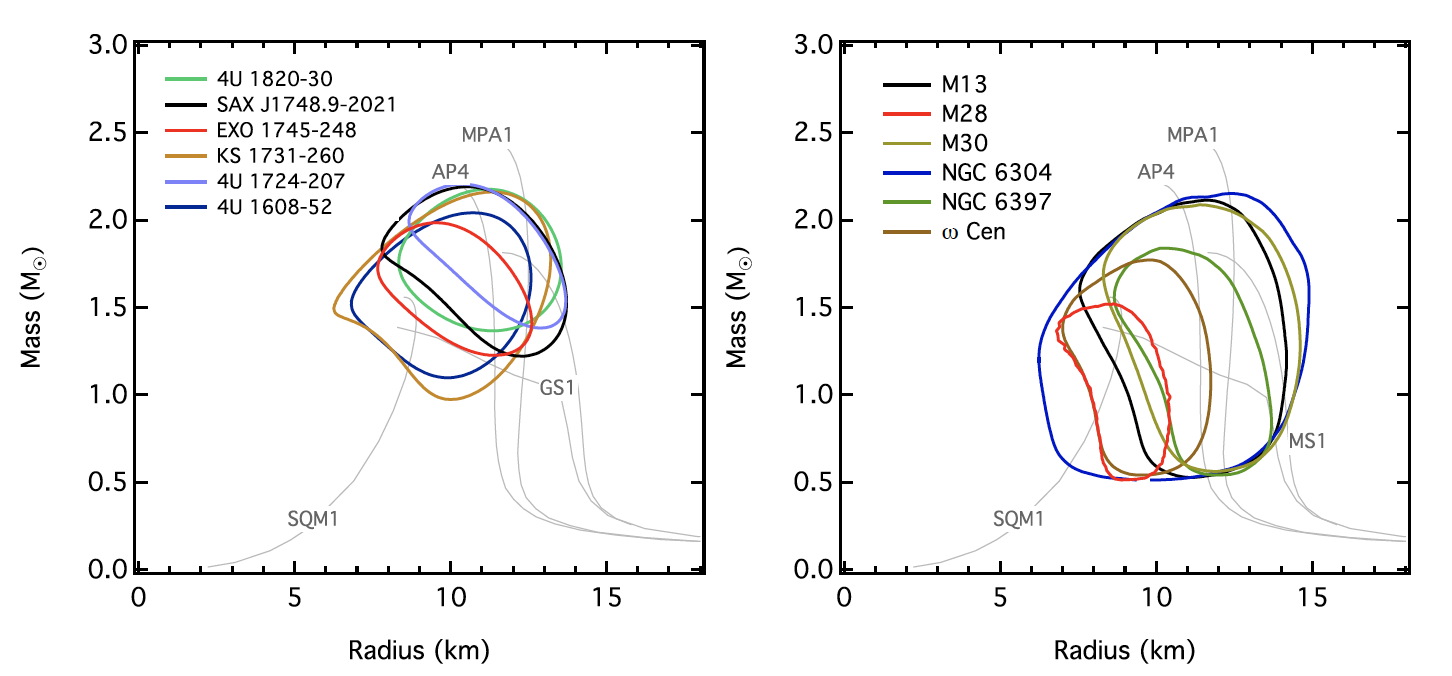 3.0
2.5
2.0
1.5
1.0
0.5
0.0
Mass (M☉)
4U 1820-30
SAX J1748.9-2021
EXO 1745-248
KS 1731-260
4U 1724-207
4U 1608-52
MPA1
AP4
GS1
SQM1
0 5 10 15
Radius (km)
3.0
2.5
2.0
1.5
1.0
0.5
0.0
Mass (M☉)
M13
M28
M30
NGC 6304
NGC 6397
ω Cen
MPA1
AP4
MS1
SQM1
0 5 10 15
Radius (km)